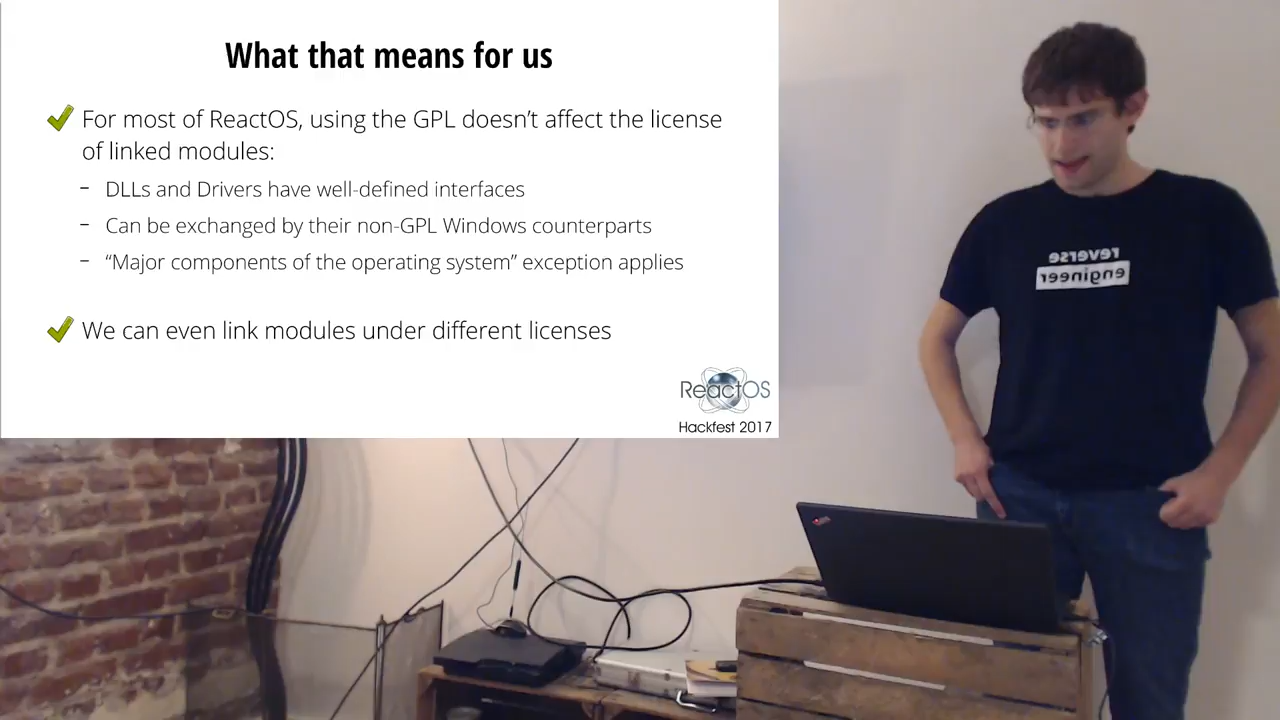 What that means for us
For most of ReactOS, using the GPL doesn’t affect the license
of linked modules:
– DLLs and Drivers have well-defined interfaces
– Can be exchanged by their non-GPL Windows counterparts
– “Major components of the operating system” exception applies
We can even link modules under different licenses
ReactOS
Hackfest 2017
reverse
engineer